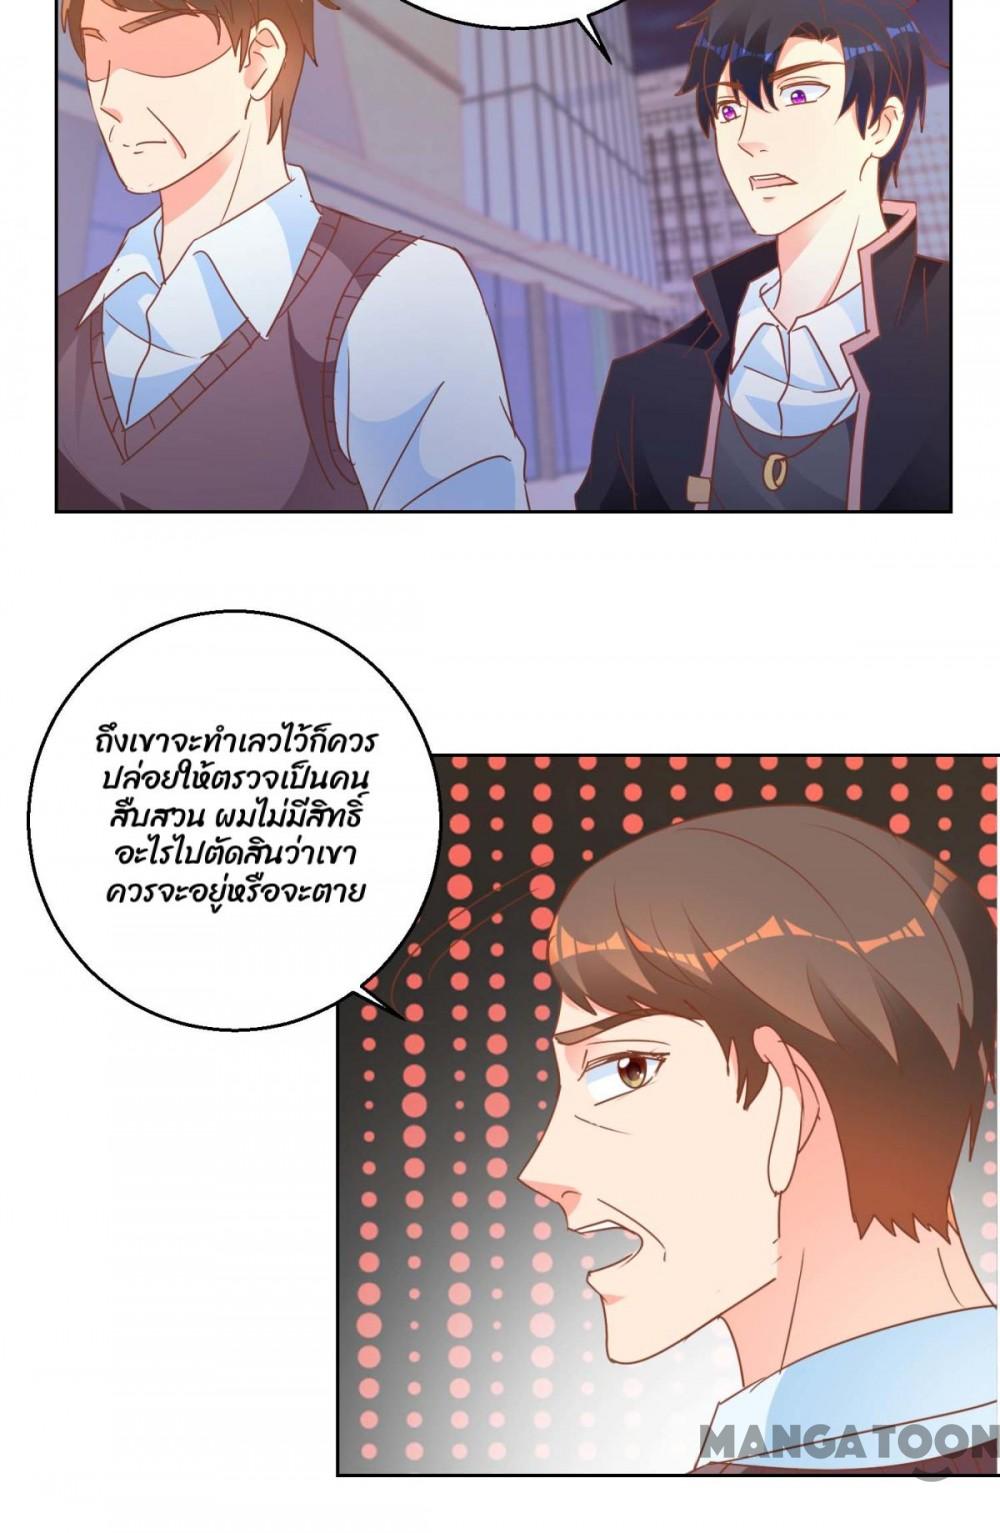 ถึงเขาจะทำเลวไว้ก็ควร
ปล่อยให้ตรวจเป็นคน
สืบสวน ผมไม่มีสิทธิ์
อะไรไปตัดสินว่าเขา
ควรจะอยู่หรือจะตาย
MANGATOON